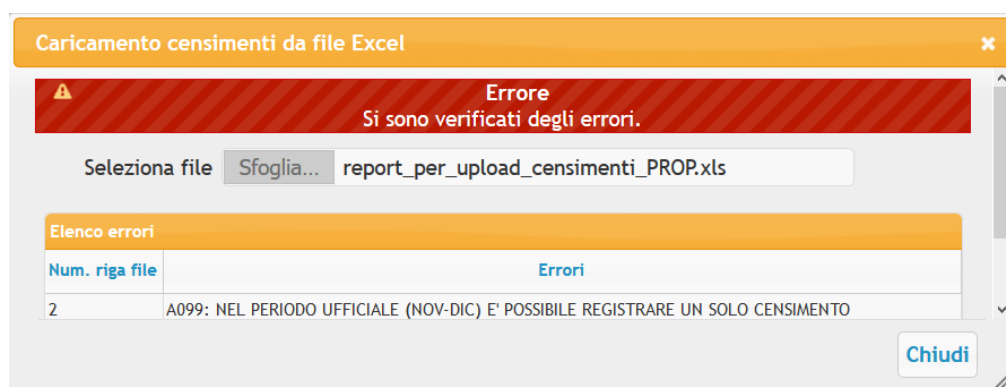 Caricamento censimenti da file Excel
Errore
Si sono verificati degli errori.
Seleziona file Sfoglia... report_per_upload_censimenti_PROP.xls
Elenco errori
Num. riga file Errori
2 A099: NEL PERIODO UFFICIALE (NOV-DIC) E' POSSIBILE REGISTRARE UN SOLO CENSIMENTO
Chiudi